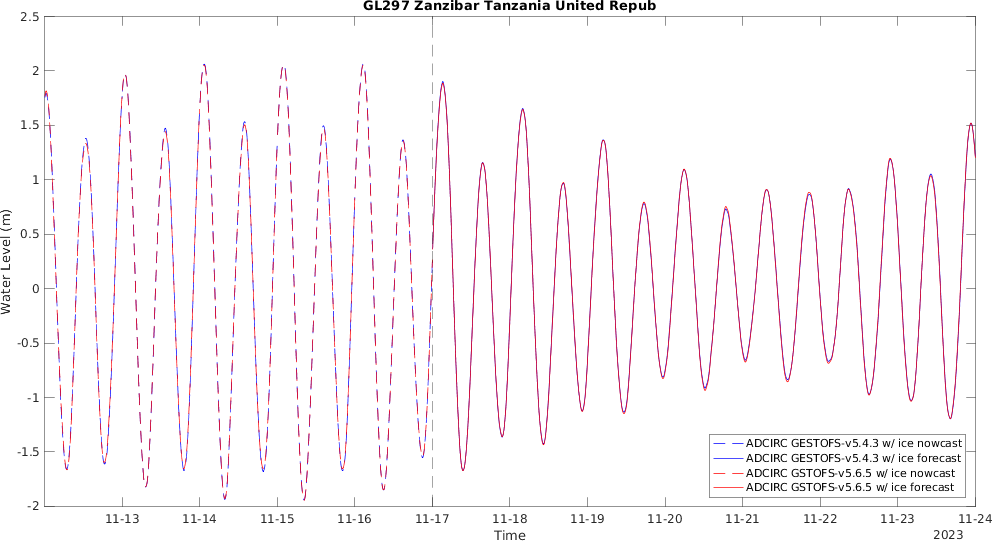 GL297 Zanzibar Tanzania United Repub
2.5
2
1.5
1
0.5
0
-0.5
-1
-1.5
-2
Water Level (m)
ADCIRC GESTOFS-v5.4.3 w/ ice nowcast
ADCIRC GESTOFS-v5.4.3 w/ ice forecast
ADCIRC GSTOFS-v5.6.5 w/ ice nowcast
ADCIRC GSTOFS-v5.6.5 w/ ice forecast
11-13 11-14 11-15 11-16 11-17 11-18 11-19 11-20 11-21 11-22 11-23 11-24
Time
2023